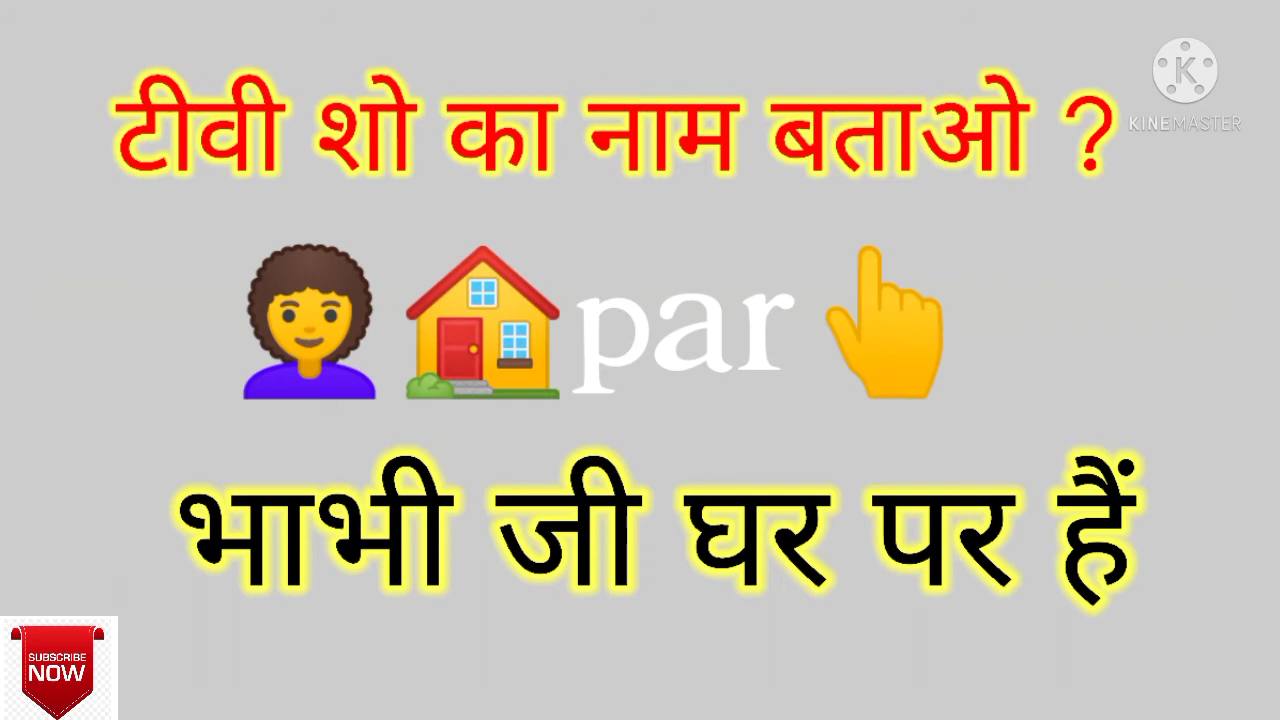 टीवी शो का नाम बताओ ?
KINEMASTER
par
भाभी जी घर पर हैं
SUBSCRIBE
NOW